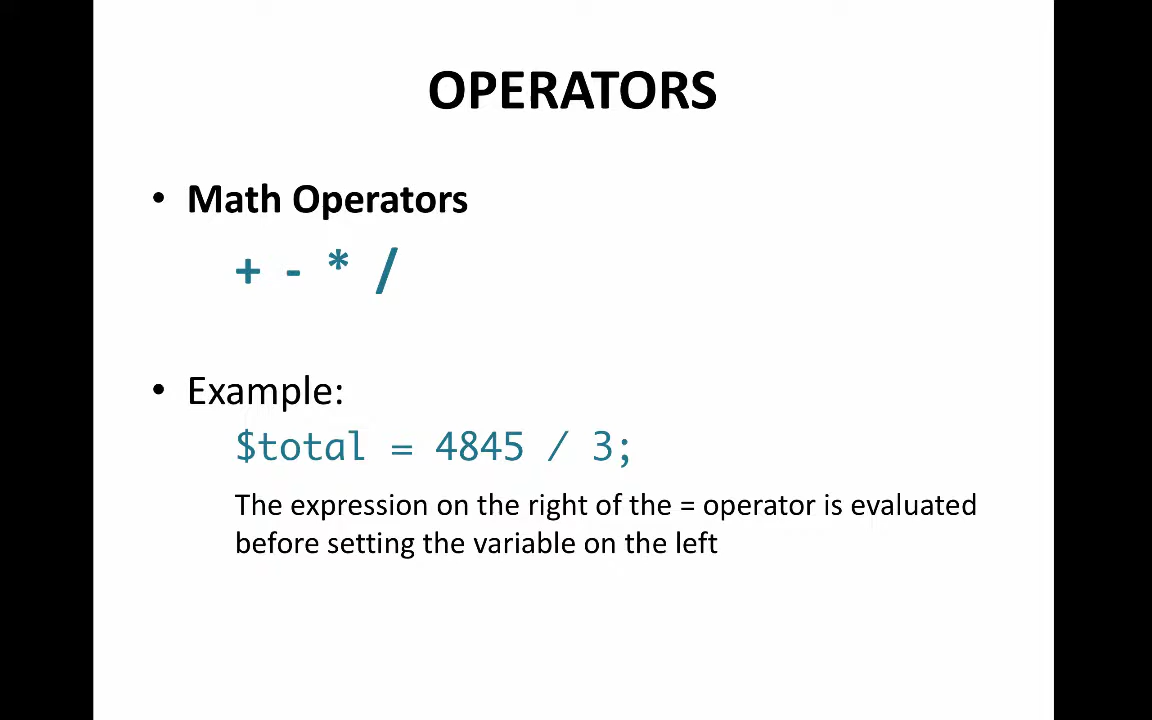 OPERATORS
• Math Operators
+ - * /
• Example:
$total = 4845 / 3;
The expression on the right of the = operator is evaluated
before setting the variable on the left